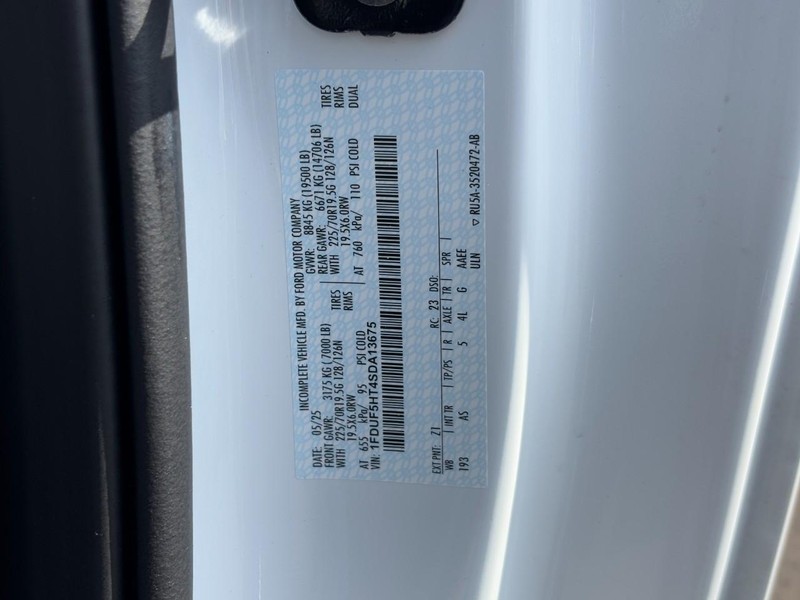 INCOMPLETE VEHICLE MFD. BY FORD MOTOR COMPANY
DATE: 05/25 GVWR: 8845 KG (19500 LB)
FRONT GAWR: 3175 KG (7000 LB) REAR GAWR: 6671 KG (14706 LB)
WITH 225/70R19.5G 128/126N TIRES WITH 225/70R19.5G 128/126N TIRES
19.5X6.0RW RIMS 19.5X6.0RW RIMS
AT 655 kPa/ 95 PSI COLD AT 760 kPa/ 110 PSI COLD DUAL
VIN: 1FDUF5HT4SDA13675
EXT PNT: Z1 RC: 23 DSO:
WB INT TR TP/PS R AXLE TR SPR
193 AS 5 4L G AAEE
ULN
▽ RU5A-3520472-AB